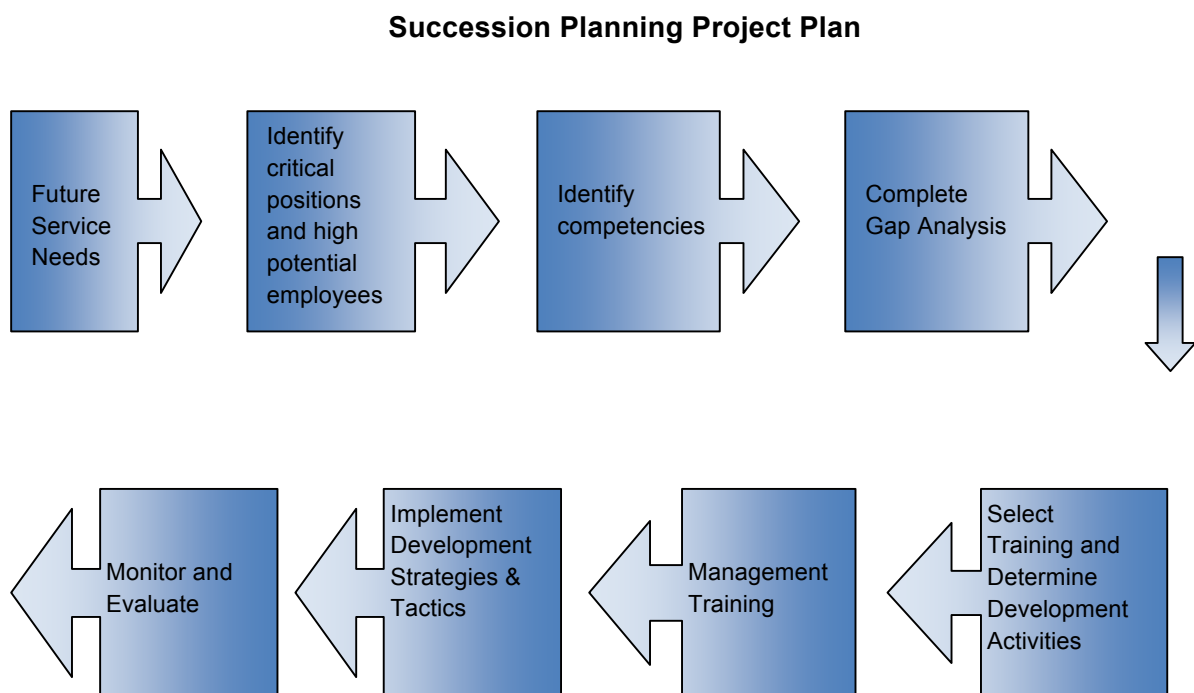 Succession Planning Project Plan
Future
Service
Needs
Identify
critical
positions
and high
potential
employees
Identify
competencies
Complete
Gap Analysis
Select
Training and
Determine
Development
Activities
Management
Training
Implement
Development
Strategies &
Tactics
Monitor and
Evaluate